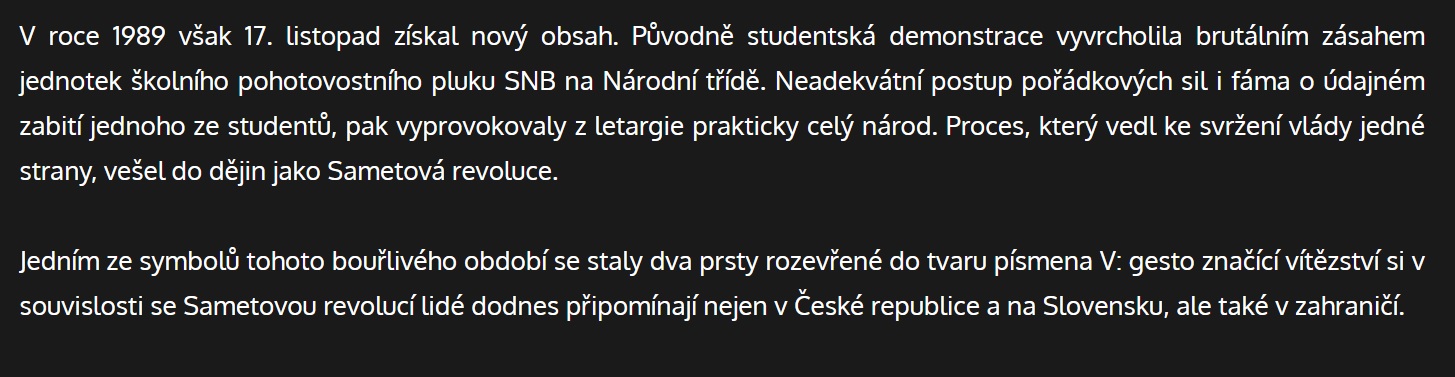 V roce 1989 však 17. listopad získal nový obsah. Původně studentská demonstrace vyvrcholila brutálním zásahem
jednotek školního pohotovostního pluku SNB na Národní třídě. Neadekvátní postup pořádkových sil i fáma o údajném
zabití jednoho ze studentů, pak vyprovokovaly z letargie prakticky celý národ. Proces, který vedl ke svržení vlády jedné
strany, vešel do dějin jako Sametová revoluce.
Jedním ze symbolů tohoto bouřlivého období se staly dva prsty rozevřené do tvaru písmena V: gesto značící vítězství si v
souvislosti se Sametovou revolucí lidé dodnes připomínají nejen v České republice a na Slovensku, ale také v zahraničí.